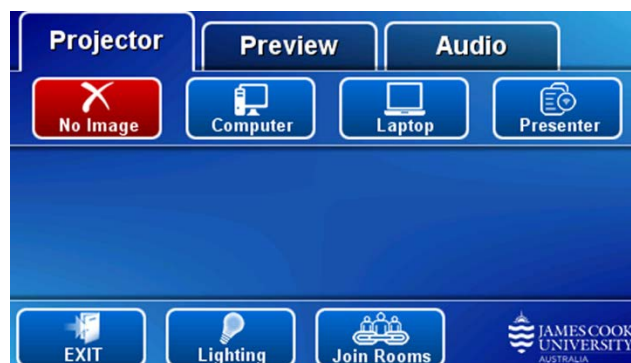 Projector Preview Audio
No Image Computer Laptop Presenter
EXIT Lighting Join Rooms
JAMES COOK
UNIVERSITY
AUSTRALIA